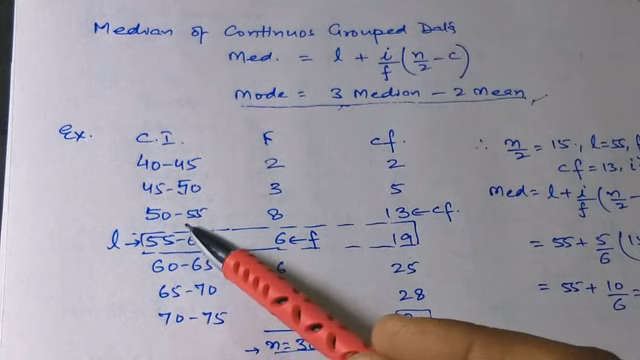 Median of Continuos Grouped Data
Med. = l + i/f (n/2 - c)
Mode = 3 Median - 2 Mean
Ex. C.I. F cf.
40-45 2 2
45-50 3 5
50-55 8 13 ← cf.
l → 55- 6 ← f 19
60-65 6 25
65-70 28
70-75
→ n=30
∴ n/2 = 15., l=55,
cf = 13, i
Med = l + i/f (n/2 -
= 55 + 5/6 (
= 55 + 10/6 =